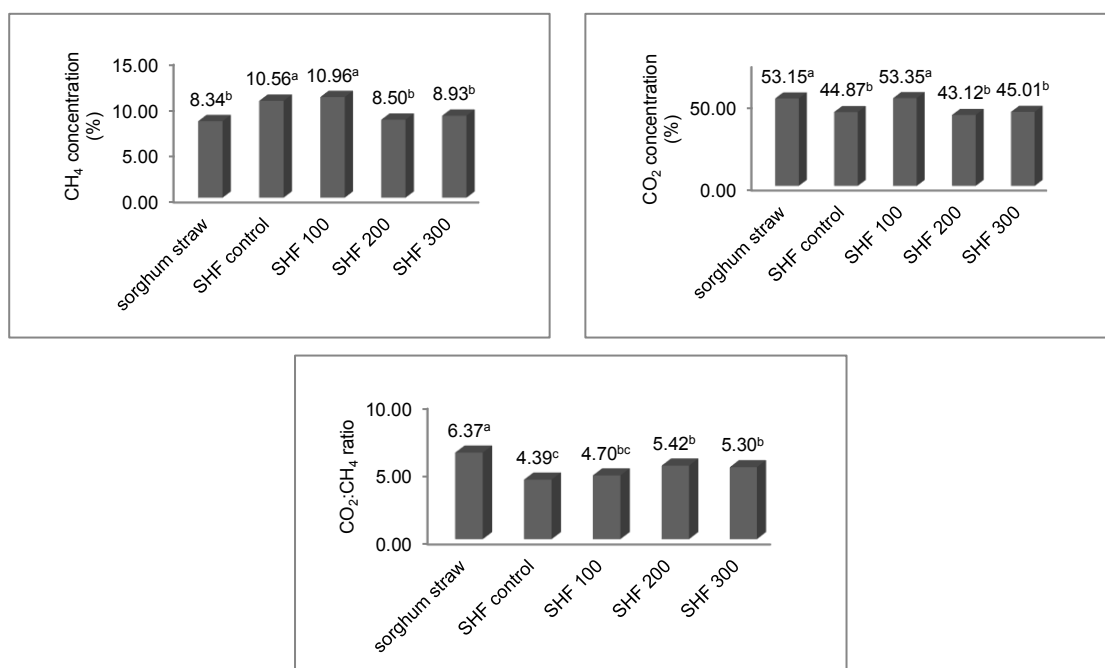 CH₄ concentration
(%)
15.00
10.00
5.00
0.00
8.34ᵇ
10.56ᵃ
10.96ᵃ
8.50ᵇ
8.93ᵇ
sorghum straw
SHF control
SHF 100
SHF 200
SHF 300
CO₂ concentration
(%)
50.00
0.00
53.15ᵃ
44.87ᵇ
53.35ᵃ
43.12ᵇ
45.01ᵇ
sorghum straw
SHF control
SHF 100
SHF 200
SHF 300
CO₂:CH₄ ratio
10.00
5.00
0.00
6.37ᵃ
4.39ᶜ
4.70ᵇᶜ
5.42ᵇ
5.30ᵇ
sorghum straw
SHF control
SHF 100
SHF 200
SHF 300